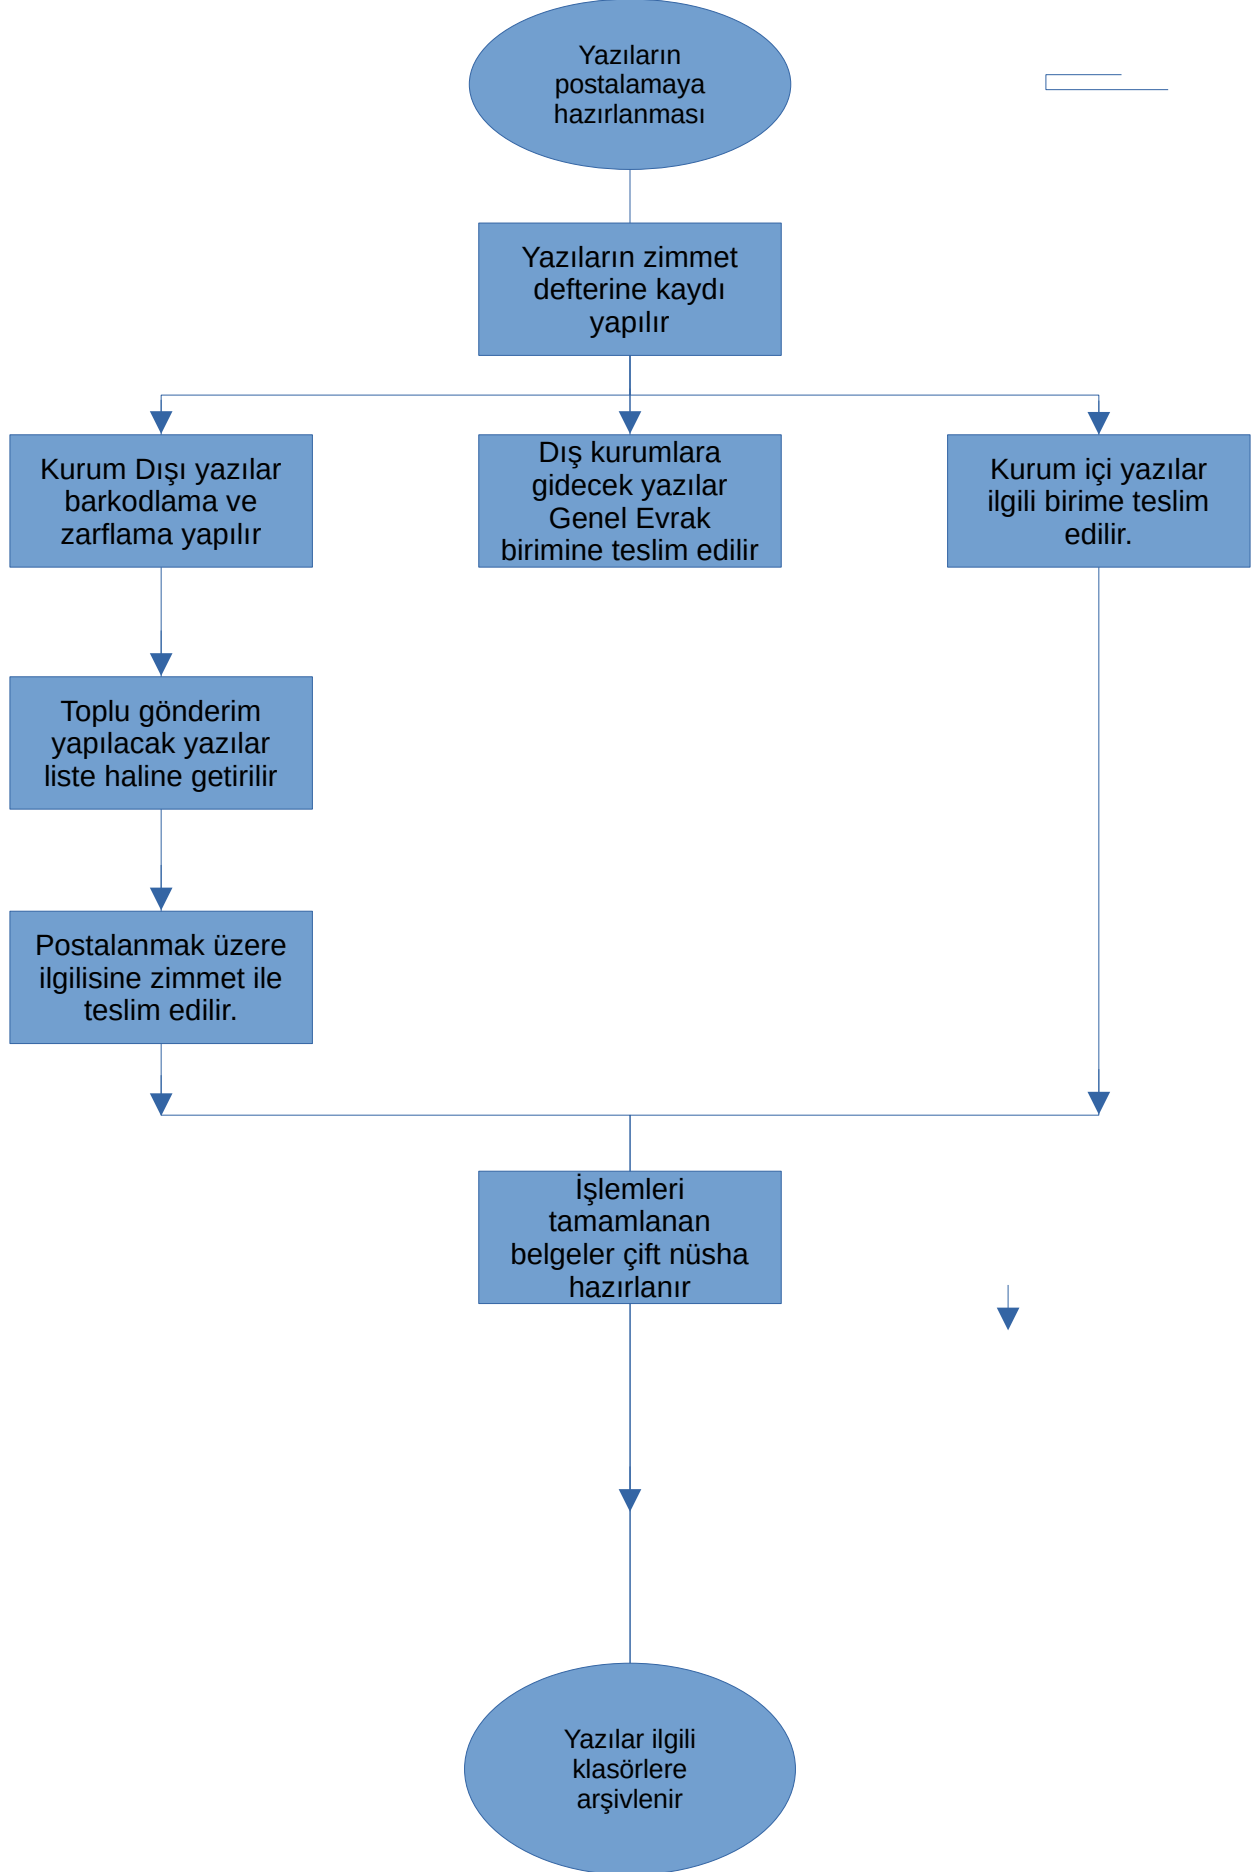 Yazıların
postalamaya
hazırlanması
Yazıların zimmet
defterine kaydı
yapılır
Kurum Dışı yazılar
barkodlama ve
zarflama yapılır
Dış kurumlara
gidecek yazılar
Genel Evrak
birimine teslim edilir
Kurum içi yazılar
ilgili birime teslim
edilir.
Toplu gönderim
yapılacak yazılar
liste haline getirilir
Postalanmak üzere
ilgilisine zimmet ile
teslim edilir.
İşlemleri
tamamlanan
belgeler çift nüsha
hazırlanır
Yazılar ilgili
klasörlere
arşivlenir